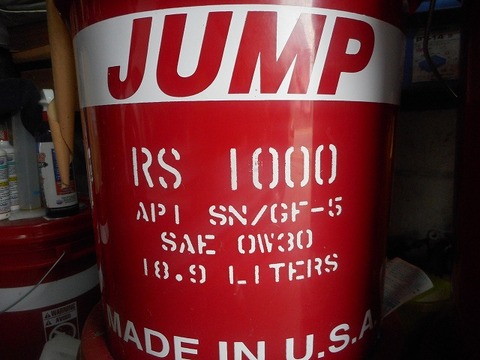 JUMP
RS 1000
API SN/GF-5
SAE 0W30
18.9 LITERS
MADE IN U.S.A